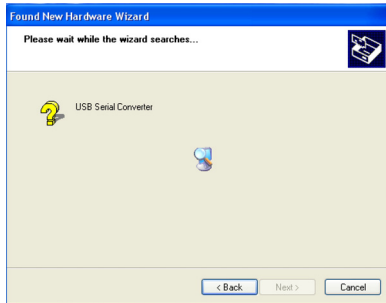 Found New Hardware Wizard
Please wait while the wizard searches...
USB Serial Converter
< Back
Next >
Cancel